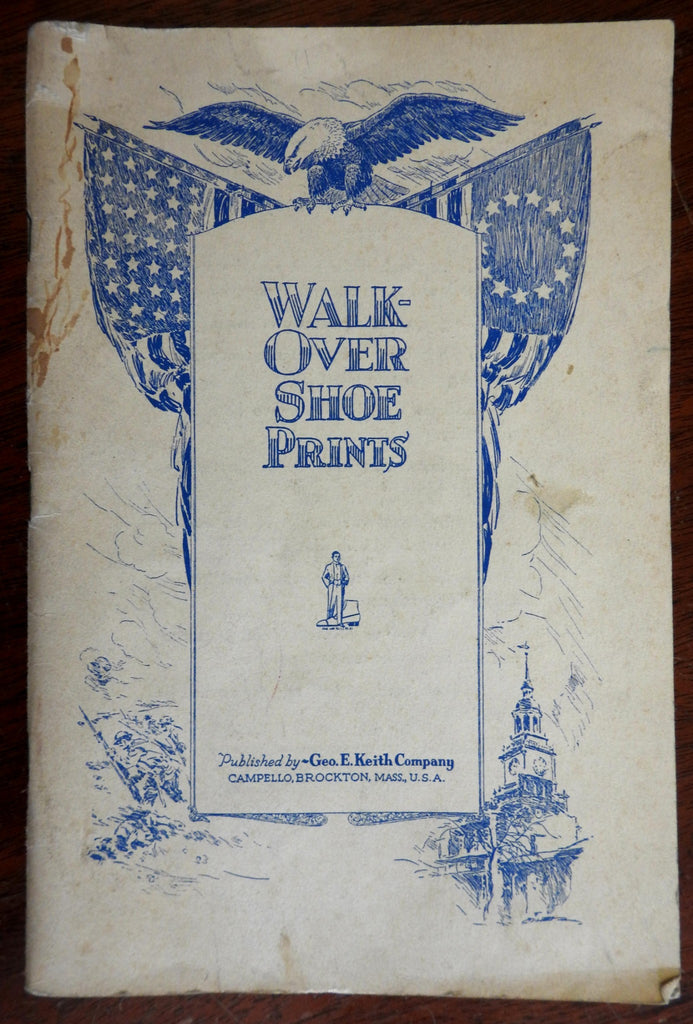 WALK-
OVER
SHOE
PRINTS
Published by ~ Geo. E. Keith Company
CAMPELLO, BROCKTON, MASS., U.S.A.